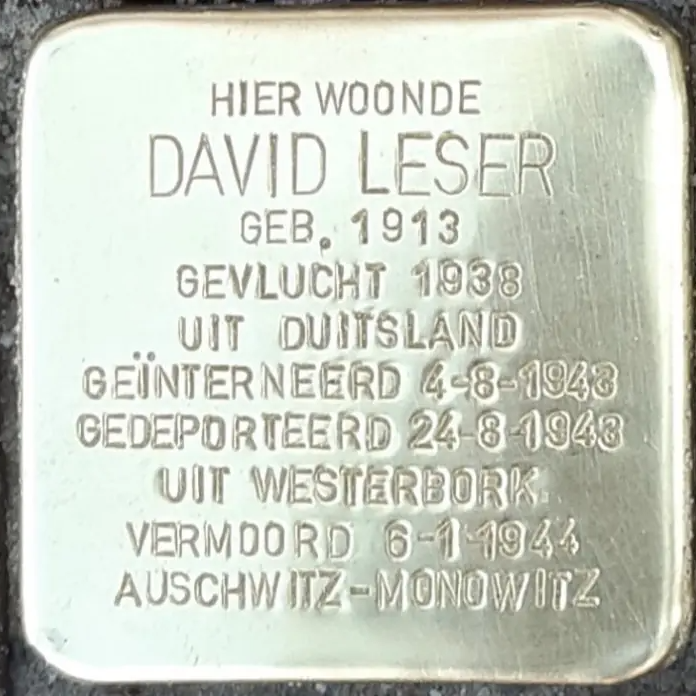 HIER WOONDE
DAVID LESER
GEB. 1913
GEVLUCHT 1938
UIT DUITSLAND
GEÏNTERNEERD 4-8-1943
GEDEPORTEERD 24-8-1943
UIT WESTERBORK
VERMOORD 6-1-1944
AUSCHWITZ-MONOWITZ